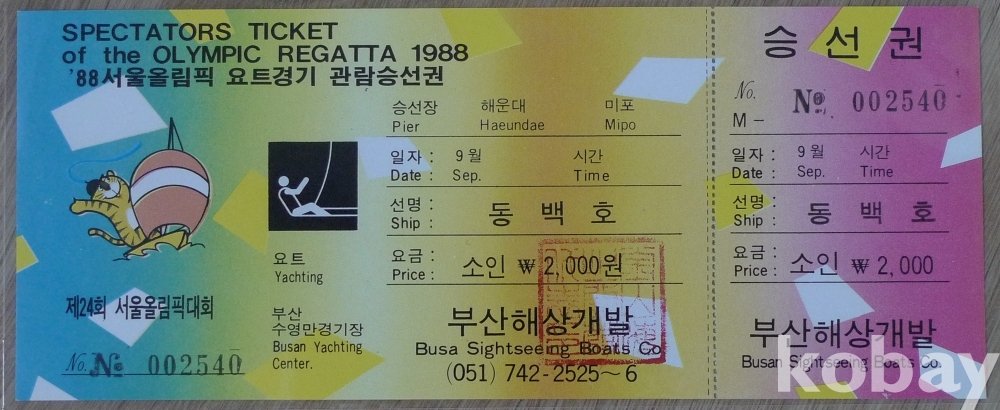 SPECTATORS TICKET
of the OLYMPIC REGATTA 1988
'88 서울올림픽 요트경기 관람승선권
승선장 해운대 미포
Pier Haeundae Mipo
일자 : 9월 시간
Date : Sep. Time
선명 : 동백호
Ship :
요금 : 소인 ₩2,000원
Price :
요트
Yachting
제24회 서울올림픽대회
부산
수영만경기장
Busan Yachting
Center.
No. № 002540
부산해상개발
Busa Sightseeing Boats Co
(051) 742-2525~6
승선권
No. № 002540
M-
일자 : 9월 시간
Date : Sep. Time
선명 : 동백호
Ship :
요금 : 소인 ₩2,000
Price :
부산해상개발
Busan Sightseeing Boats Co.
kobay